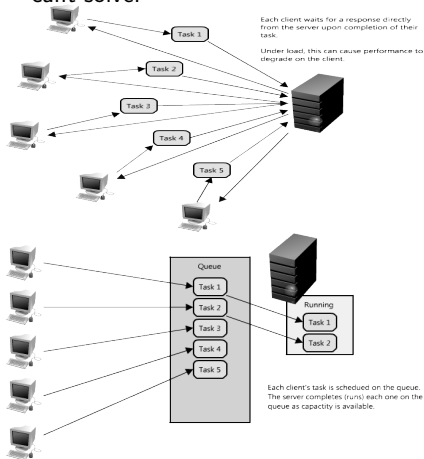 can't solve
Task 1
Each client waits for a response directly
from the server upon completion of their
task.
Under load, this can cause performance to
degrade on the client.
Task 2
Task 3
Task 4
Task 5
Queue
Task 1
Task 2
Task 3
Task 4
Task 5
Running
Task 1
Task 2
Each client's task is schedued on the queue.
The server completes (runs) each one on the
queue as capactity is available.